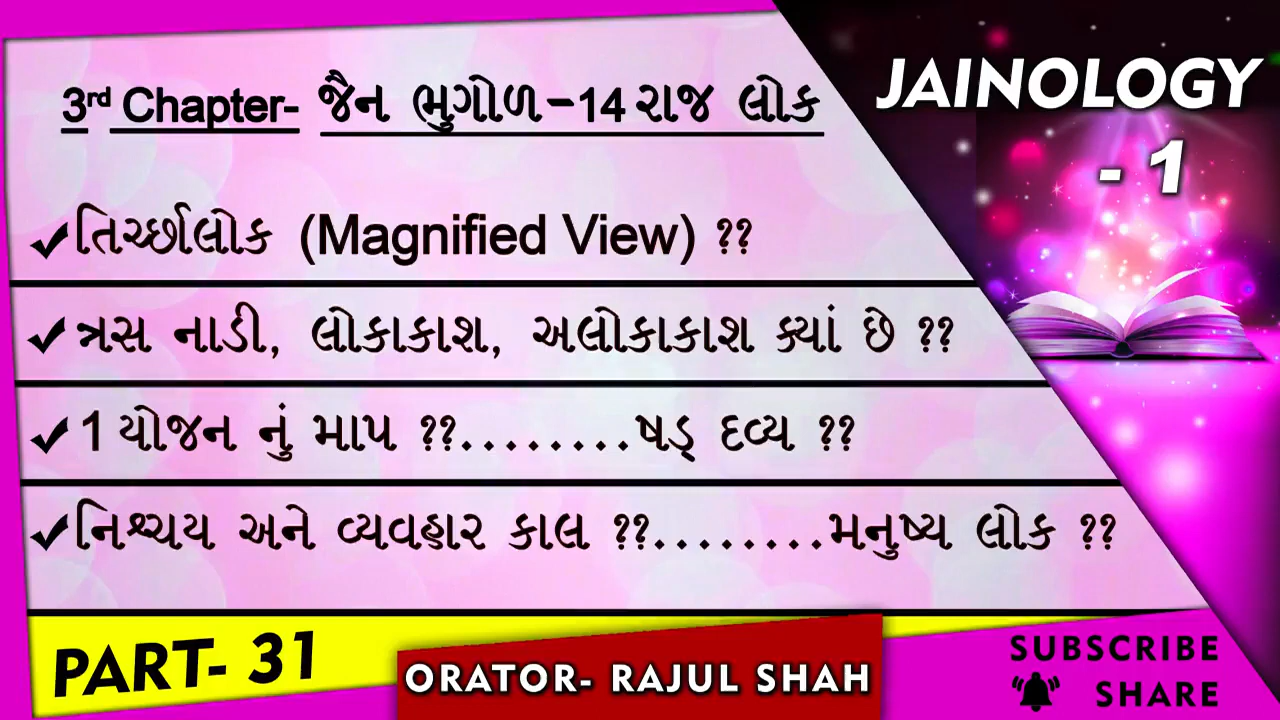 3rd Chapter- જૈન ભુગોળ-14 રાજ લોક
તિર્ચ્છાલોક (Magnified View) ??
ત્રસ નાડી, લોકાકાશ, અલોકાકાશ ક્યાં છે ??
1 યોજન નું માપ ??........ષડ્ દવ્ય ??
નિશ્ચય અને વ્યવહાર કાલ ??........મનુષ્ય લોક ??
JAINOLOGY
- 1
PART- 31
ORATOR- RAJUL SHAH
SUBSCRIBE
SHARE